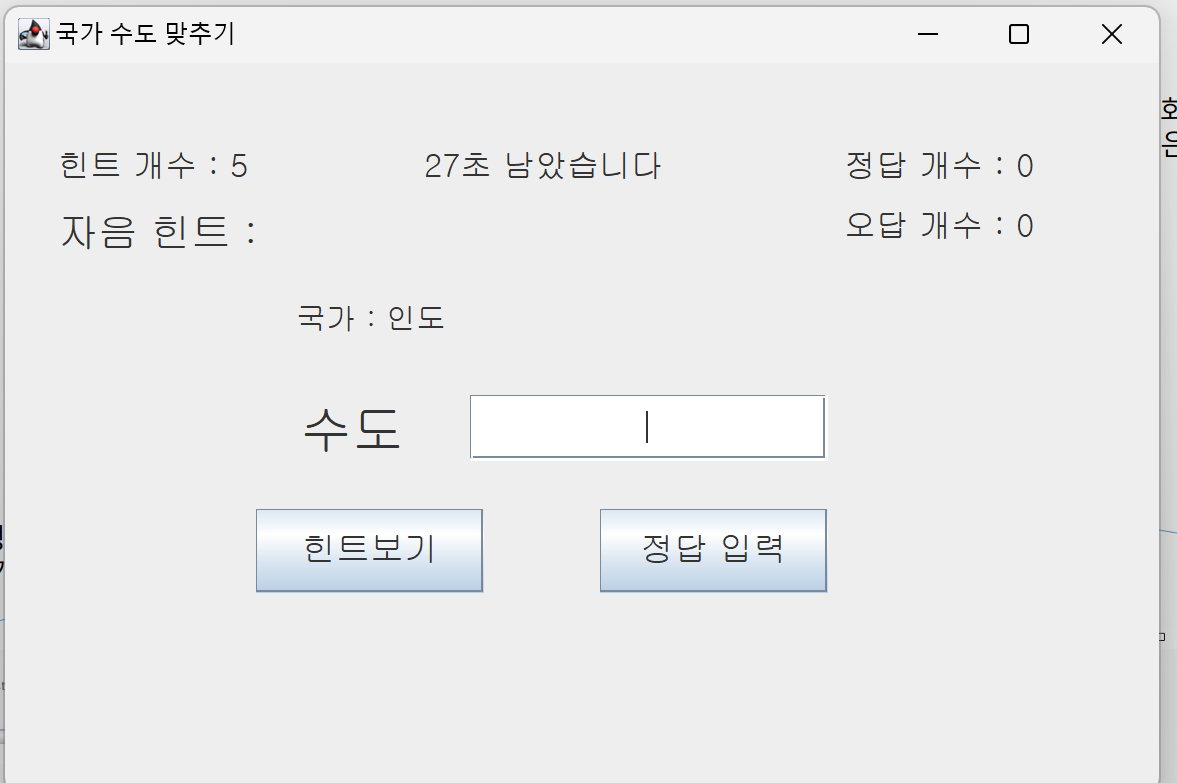 국가 수도 맞추기
힌트 개수 : 5
27초 남았습니다
정답 개수 : 0
자음 힌트 :
오답 개수 : 0
국가 : 인도
수도
힌트보기
정답 입력